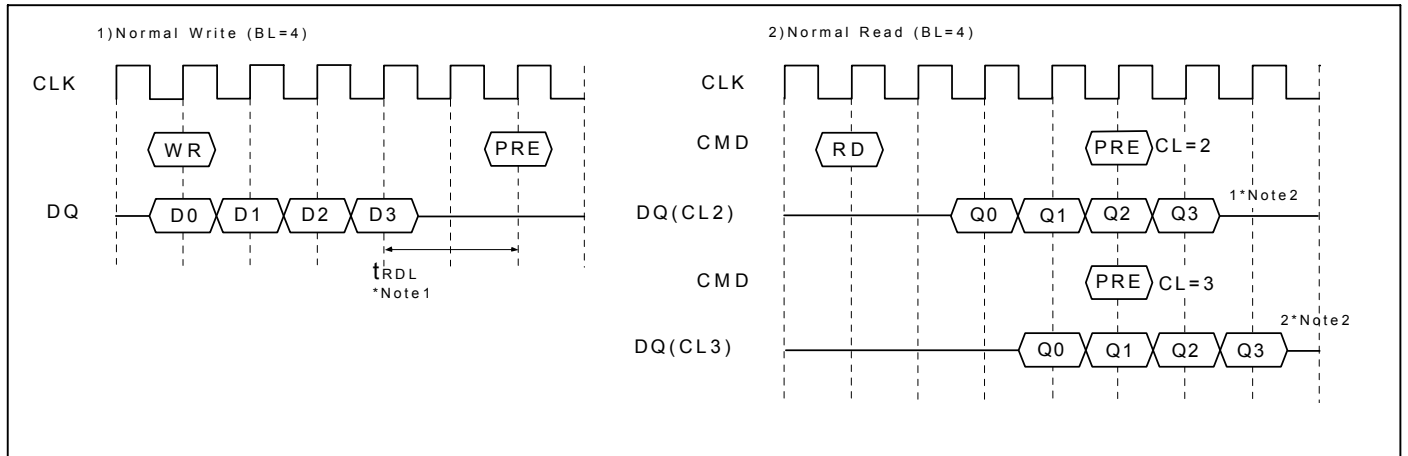 1)Normal Write (BL=4)
CLK
WR
PRE
DQ
D0 D1 D2 D3
tRDL
*Note1
2)Normal Read (BL=4)
CLK
CMD
RD
PRE CL=2
DQ(CL2)
Q0 Q1 Q2 Q3
1*Note2
CMD
PRE CL=3
DQ(CL3)
Q0 Q1 Q2 Q3
2*Note2